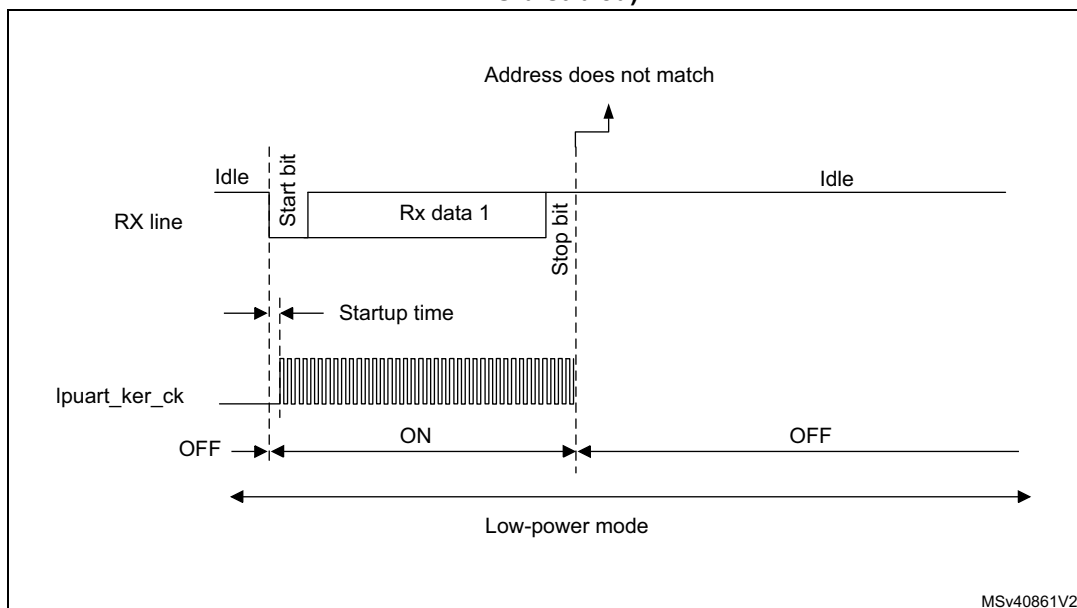 Address does not match
Idle
Start bit
Rx data 1
Stop bit
Idle
RX line
Startup time
lpuart_ker_ck
OFF
ON
OFF
Low-power mode
MSv40861V2